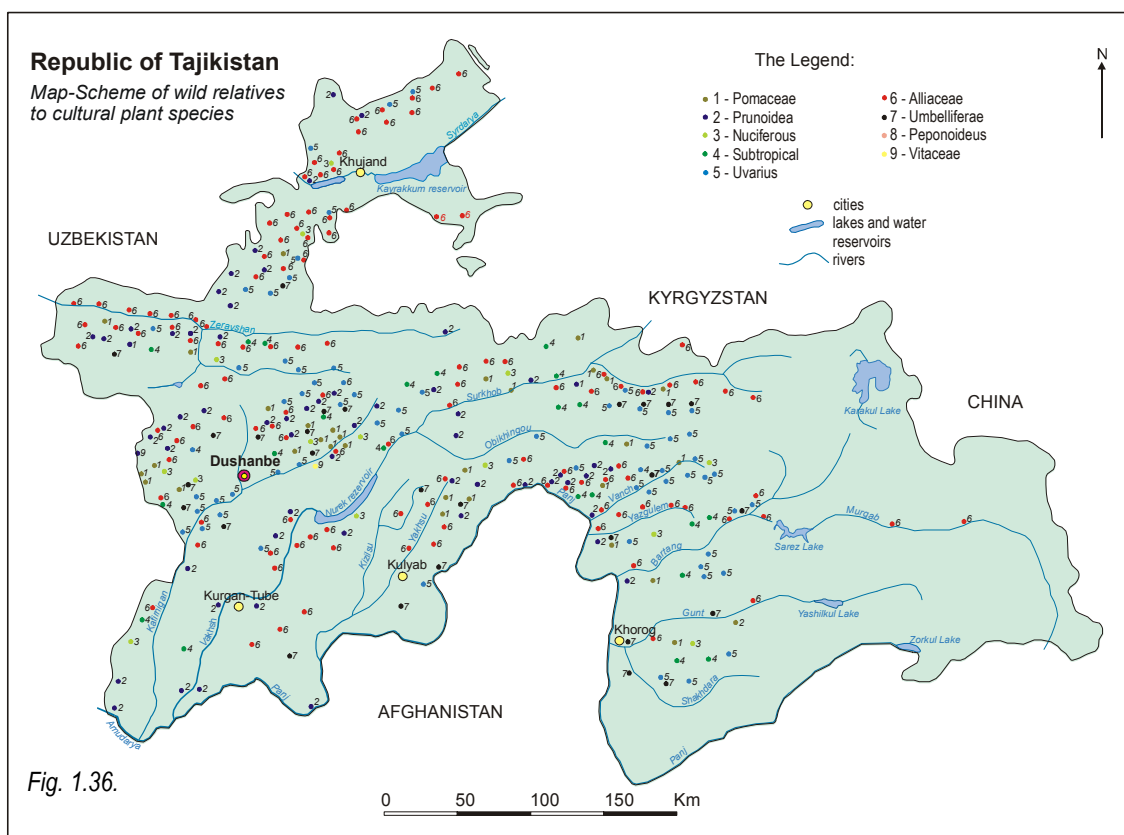 Republic of Tajikistan
Map-Scheme of wild relatives
to cultural plant species
The Legend:
1 - Pomaceae
2 - Prunoidea
3 - Nuciferous
4 - Subtropical
5 - Uvarius
6 - Alliaceae
7 - Umbelliferae
8 - Peponoideus
9 - Vitaceae
cities
lakes and water
reservoirs
rivers
N
UZBEKISTAN
KYRGYZSTAN
CHINA
AFGHANISTAN
Syrdarya
Khujand
Kayrakkum reservoir
Zeravshan
Surkhob
Obikhingou
Karakul Lake
Dushanbe
Nurek rezervoir
Panj
Vanch
Yazgulem
Bartang
Murgab
Sarez Lake
Kizilsu
Yakhsu
Kulyab
Kurgan-Tube
Kafirnigan
Vakhsh
Gunt
Yashilkul Lake
Khorog
Zorkul Lake
Shakhdara
Panj
Panj
Amudarya
Fig. 1.36.
0 50 100 150 Km